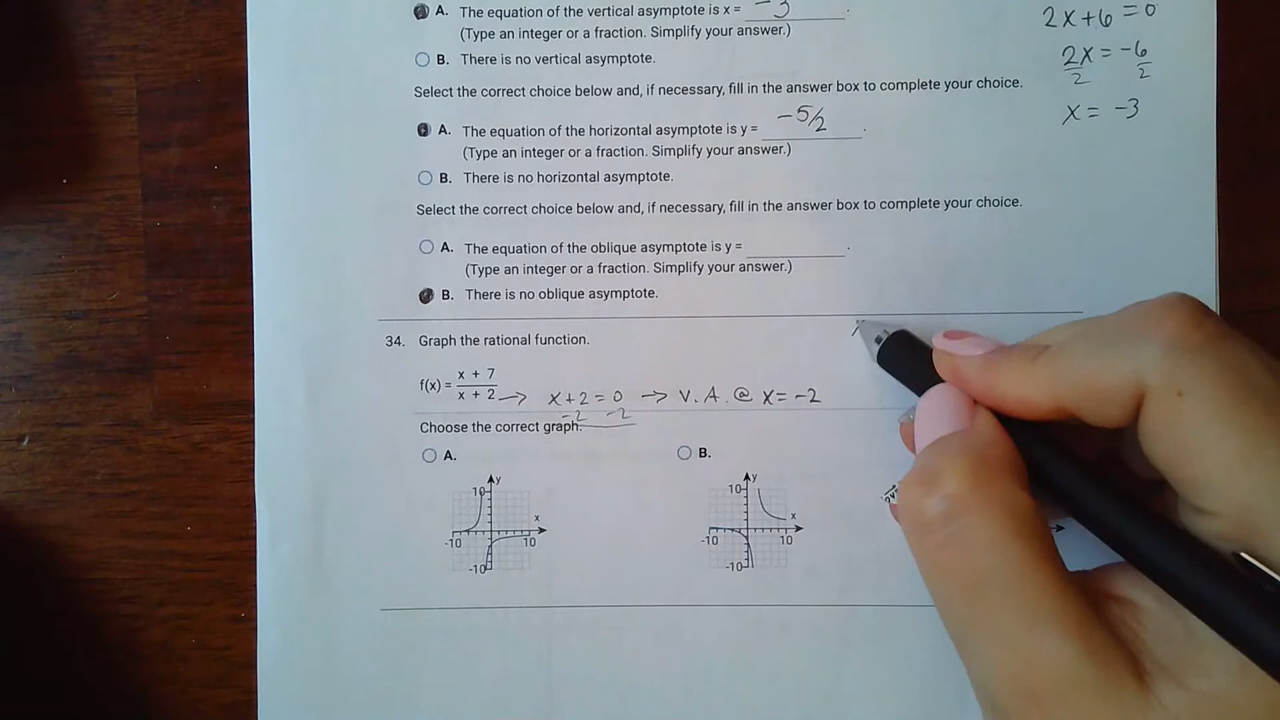 A. The equation of the vertical asymptote is x = -3.
2x+6 = 0
(Type an integer or a fraction. Simplify your answer.)
2x = -6
2 2
B. There is no vertical asymptote.
Select the correct choice below and, if necessary, fill in the answer box to complete your choice.
x = -3
A. The equation of the horizontal asymptote is y = -5/2.
(Type an integer or a fraction. Simplify your answer.)
B. There is no horizontal asymptote.
Select the correct choice below and, if necessary, fill in the answer box to complete your choice.
A. The equation of the oblique asymptote is y = ________.
(Type an integer or a fraction. Simplify your answer.)
B. There is no oblique asymptote.
34. Graph the rational function.
f(x) = x + 7
x + 2 → x+2 = 0 → V.A. @ x = -2
-2 -2
Choose the correct graph.
A. B.
y y
10 10
x x
-10 10 -10 10
-10 -10